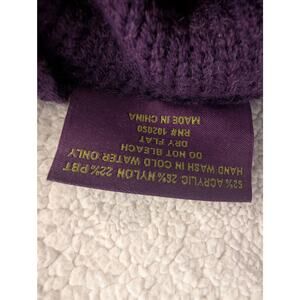 52% ACRYLIC 26% NYLON 22% PBT
HAND WASH IN COLD WATER ONLY
DO NOT BLEACH
DRY FLAT
RN# 102050
MADE IN CHINA